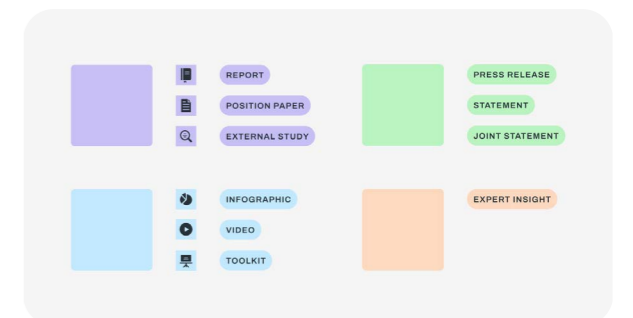 REPORT
POSITION PAPER
EXTERNAL STUDY
PRESS RELEASE
STATEMENT
JOINT STATEMENT
INFOGRAPHIC
VIDEO
TOOLKIT
EXPERT INSIGHT